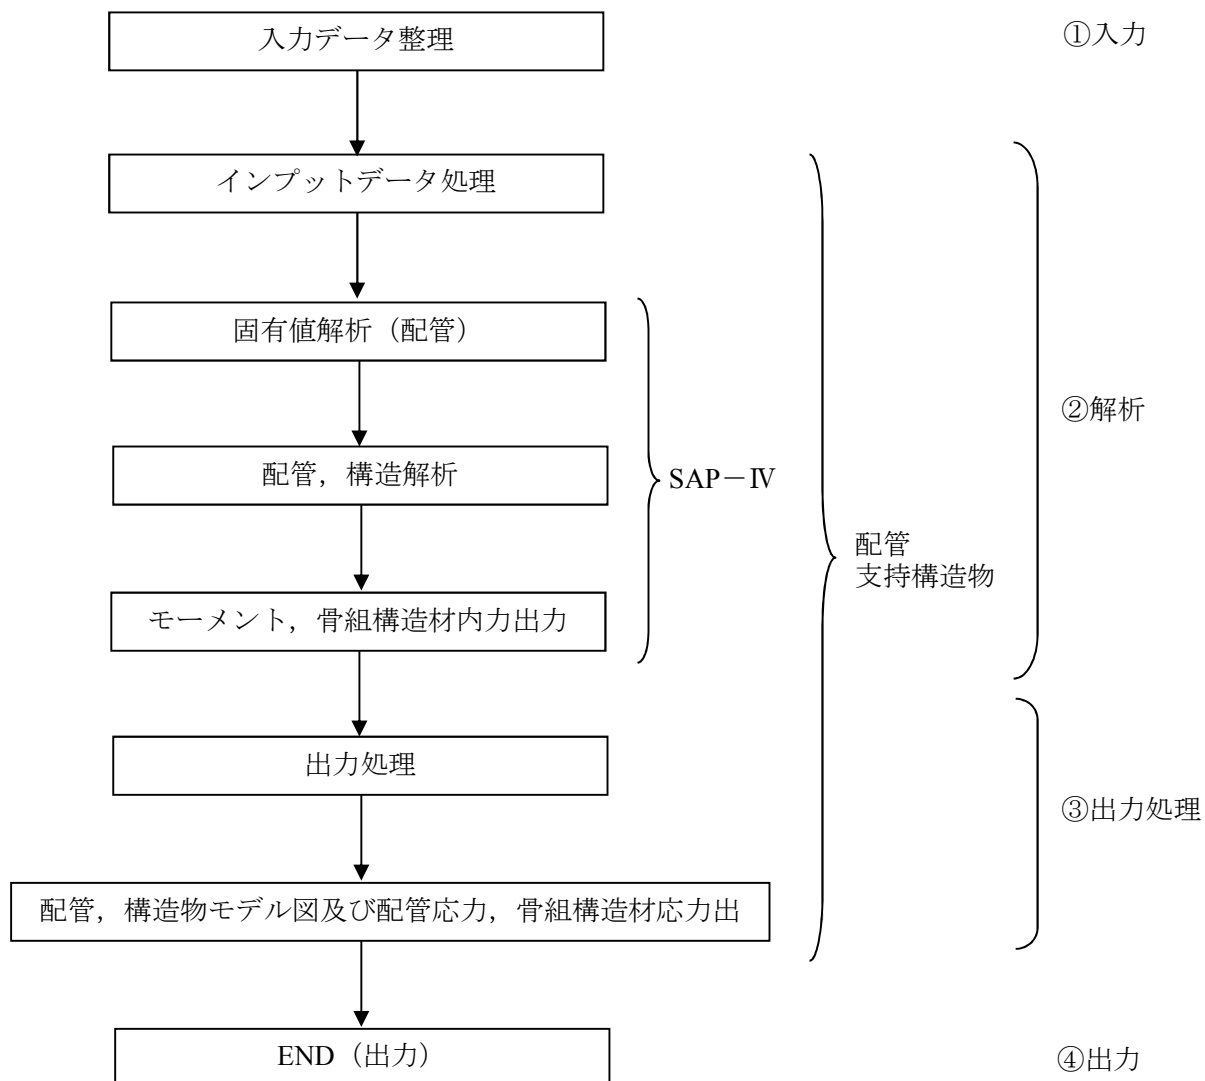 入力データ整理
①入力
インプットデータ処理
固有値解析（配管）
②解析
配管，構造解析
SAP－Ⅳ
配管
支持構造物
モーメント，骨組構造材内力出力
出力処理
③出力処理
配管，構造物モデル図及び配管応力，骨組構造材応力出
END（出力）
④出力